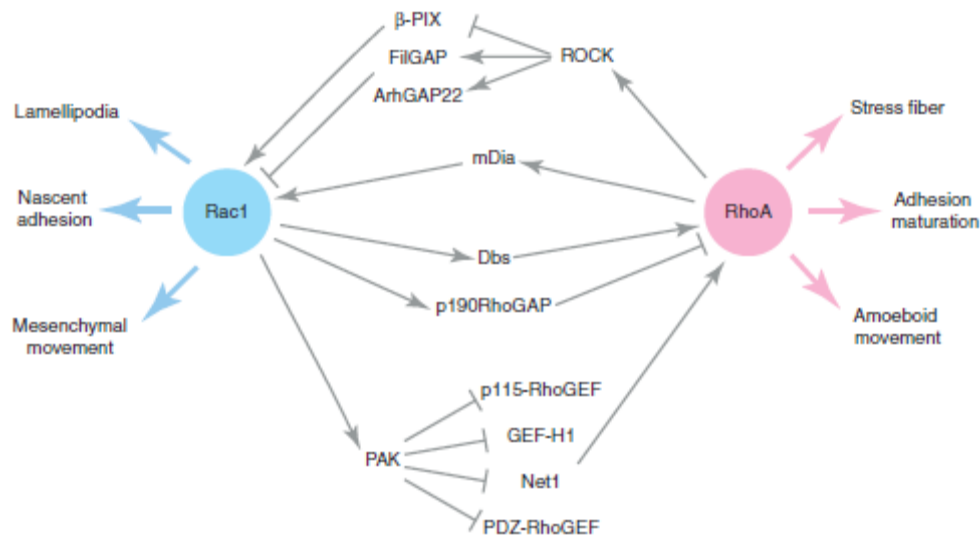 β-PIX
FilGAP
ROCK
ArhGAP22
Lamellipodia
Stress fiber
mDia
Nascent
adhesion
Rac1
RhoA
Adhesion
maturation
Dbs
p190RhoGAP
Mesenchymal
movement
Amoeboid
movement
p115-RhoGEF
GEF-H1
PAK
Net1
PDZ-RhoGEF